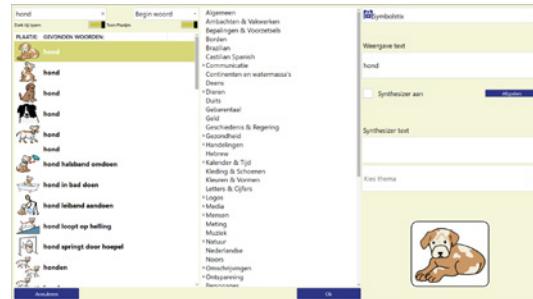 hond
Begin woord
Zoek bij typen
Toon Plaatjes
PLAATJE: GEVONDEN WOORDEN:
hond
hond
hond
hond
hond
hond
hond halsband omdoen
hond in bad doen
hond leiband aandoen
hond loopt op helling
hond springt door hoepel
honden
Annuleren
Algemeen
Ambachten & Vakwerken
Bepalingen & Voorzetsels
Borden
Brazilian
Castilian Spanish
Communicatie
Continenten en watermassa's
Deens
Dieren
Duits
Gebarentaal
Geld
Geschiedenis & Regering
Gezondheid
Handelingen
Hebrew
Kalender & Tijd
Kleding & Schoenen
Kleuren & Vormen
Letters & Cijfers
Logos
Media
Mensen
Meting
Muziek
Natuur
Nederlandse
Noors
Omschrijvingen
Ontspanning
Personages
Ok
Symbolstix
Weergave text
hond
Synthesizer aan
Afspelen
Synthesizer text
Kies thema